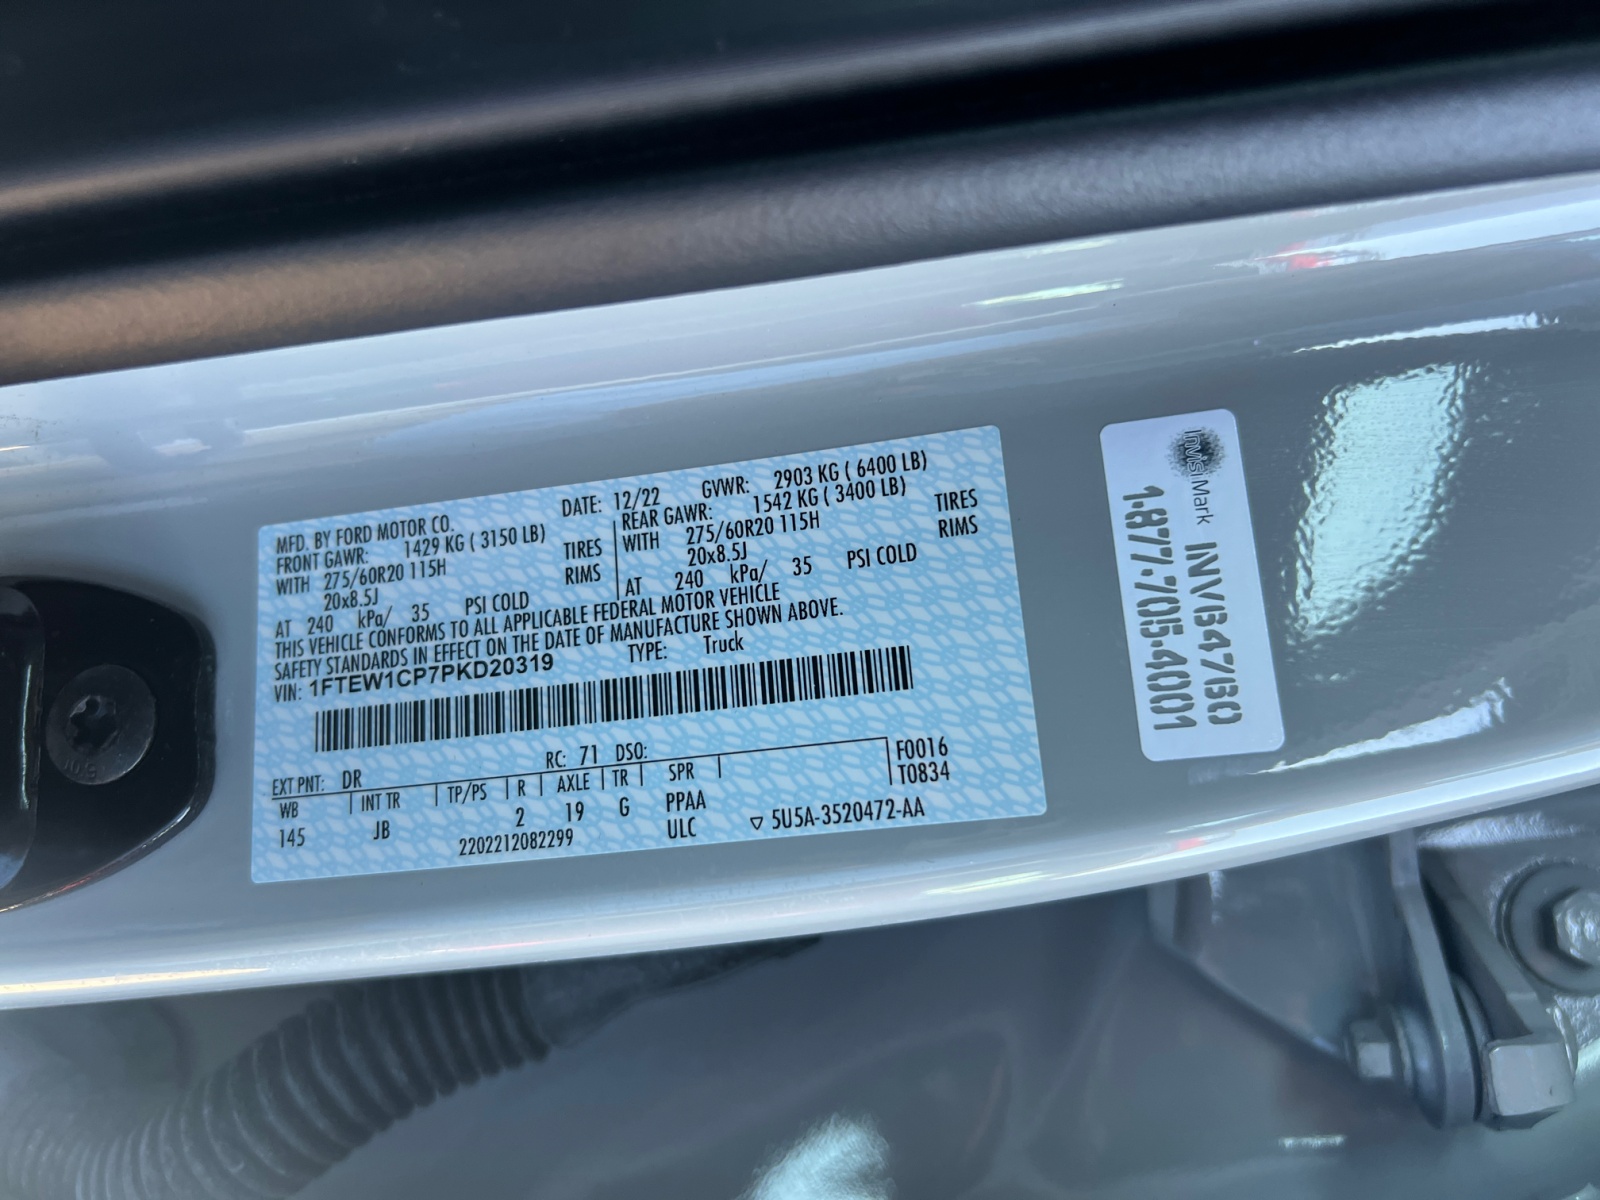 MFD. BY FORD MOTOR CO. DATE: 12/22 GVWR: 2903 KG ( 6400 LB)
FRONT GAWR: 1429 KG ( 3150 LB) REAR GAWR: 1542 KG ( 3400 LB)
WITH 275/60R20 115H TIRES WITH 275/60R20 115H TIRES
20x8.5J RIMS 20x8.5J RIMS
AT 240 kPa/ 35 PSI COLD AT 240 kPa/ 35 PSI COLD
THIS VEHICLE CONFORMS TO ALL APPLICABLE FEDERAL MOTOR VEHICLE
SAFETY STANDARDS IN EFFECT ON THE DATE OF MANUFACTURE SHOWN ABOVE.
VIN: 1FTEW1CP7PKD20319 TYPE: Truck
RC: 71 DSO:
EXT PNT: DR F0016
WB INT TR TP/PS R AXLE TR SPR T0834
145 JB 2 19 G PPAA
2202212082299 ULC 5U5A-3520472-AA
InvisiMark INV647B0
1-877-705-4001
10.9